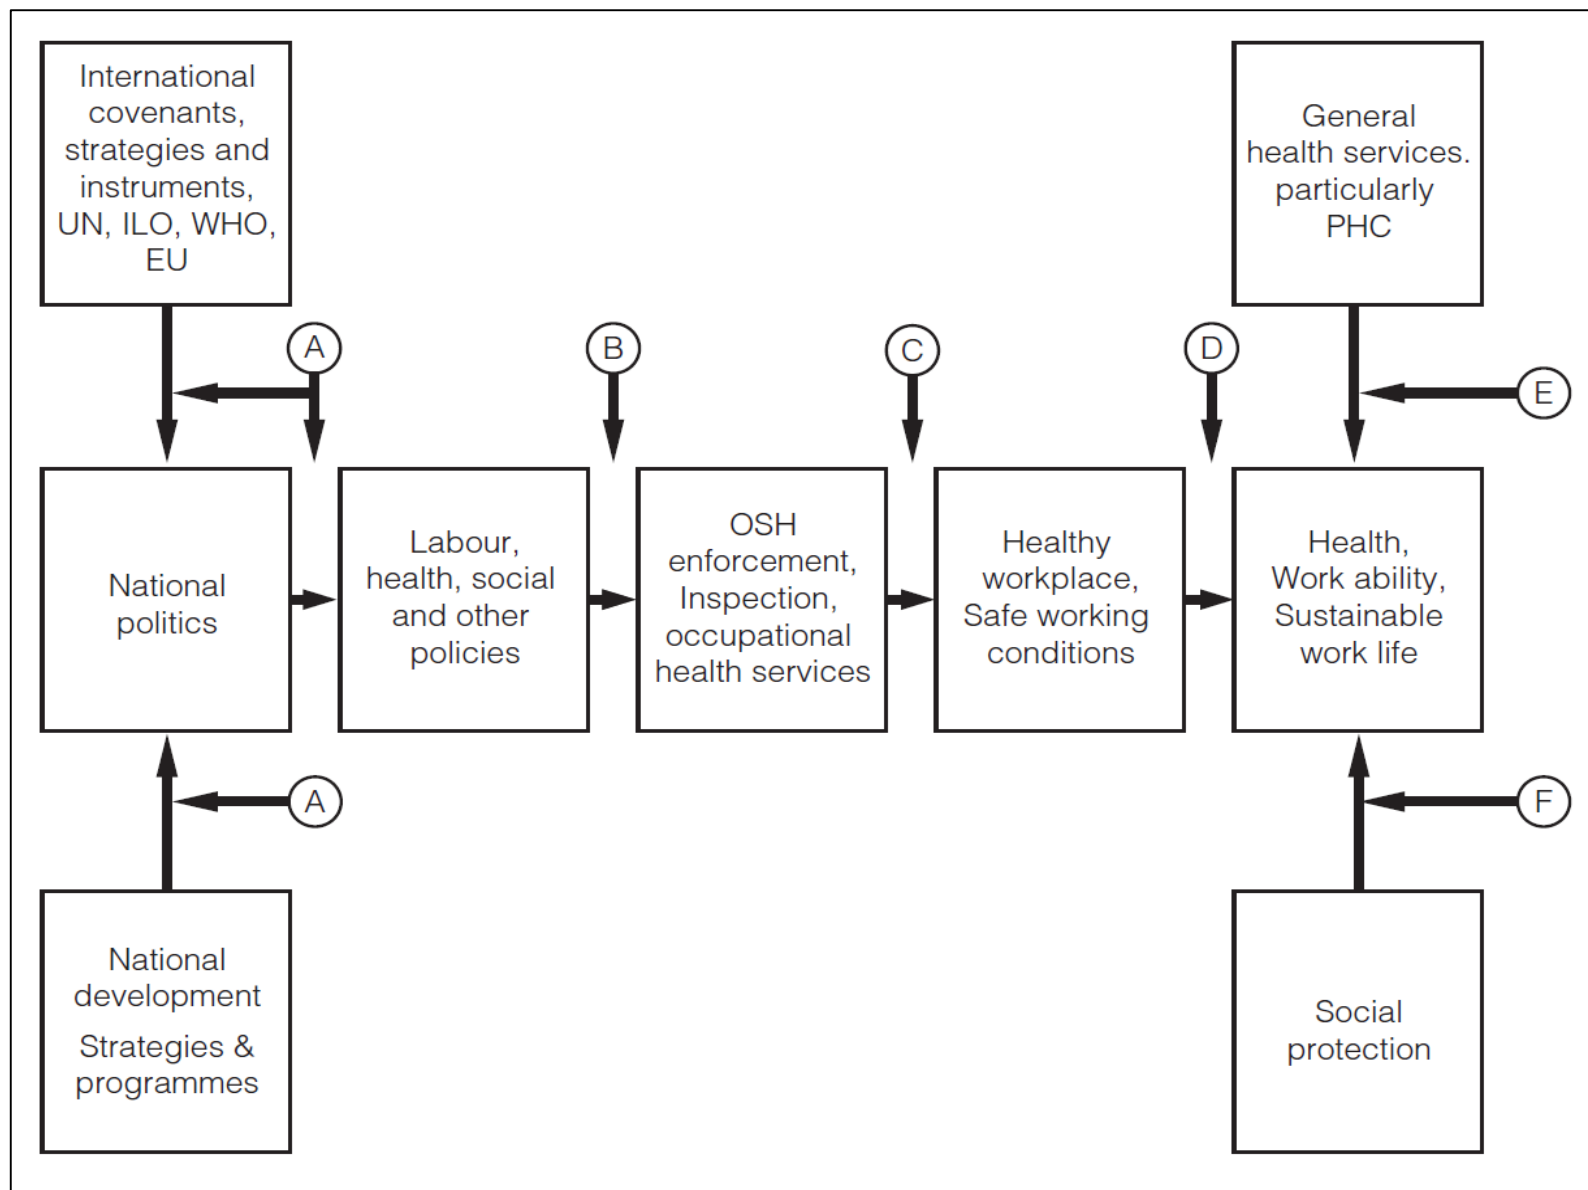 International
covenants,
strategies and
instruments,
UN, ILO, WHO,
EU
General
health services.
particularly
PHC
A
B
C
D
E
National
politics
Labour,
health, social
and other
policies
OSH
enforcement,
Inspection,
occupational
health services
Healthy
workplace,
Safe working
conditions
Health,
Work ability,
Sustainable
work life
A
F
National
development
Strategies &
programmes
Social
protection